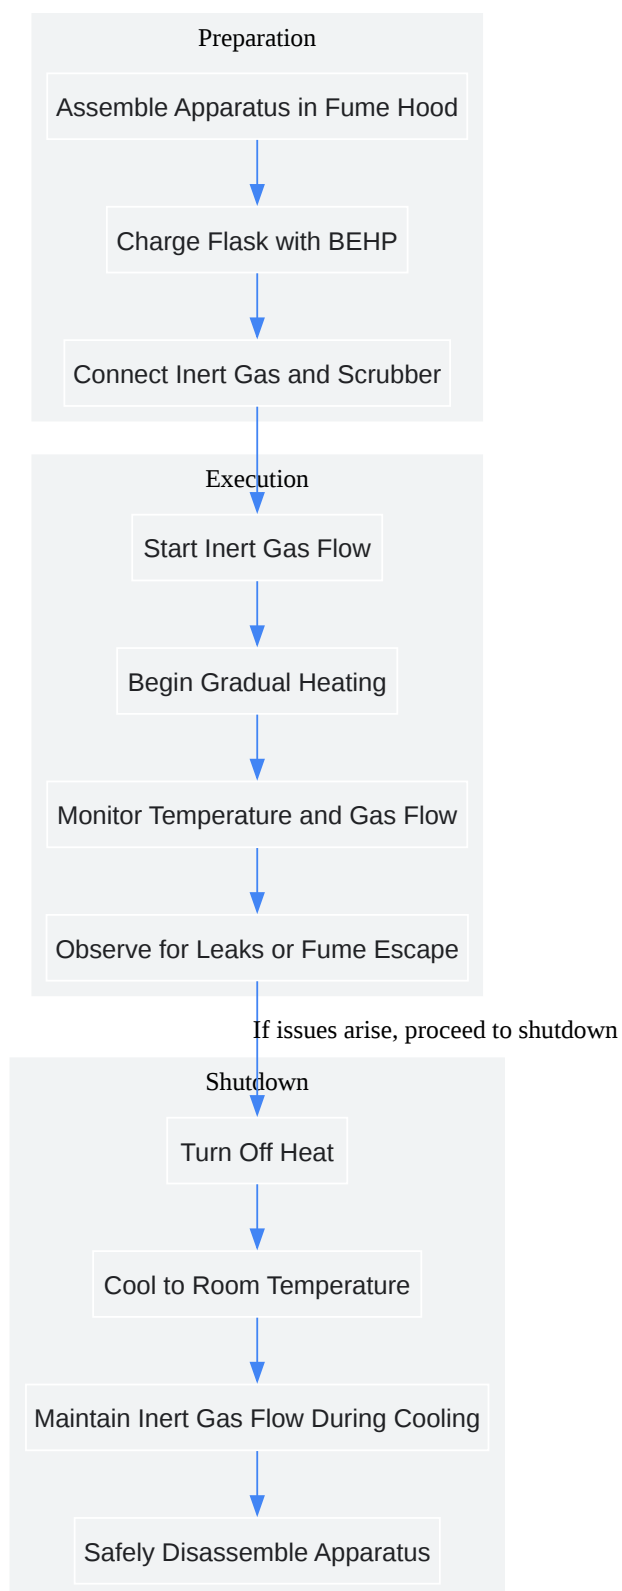 Preparation
Assemble Apparatus in Fume Hood
Charge Flask with BEHP
Connect Inert Gas and Scrubber
Execution
Start Inert Gas Flow
Begin Gradual Heating
Monitor Temperature and Gas Flow
Observe for Leaks or Fume Escape
If issues arise, proceed to shutdown
Shutdown
Turn Off Heat
Cool to Room Temperature
Maintain Inert Gas Flow During Cooling
Safely Disassemble Apparatus